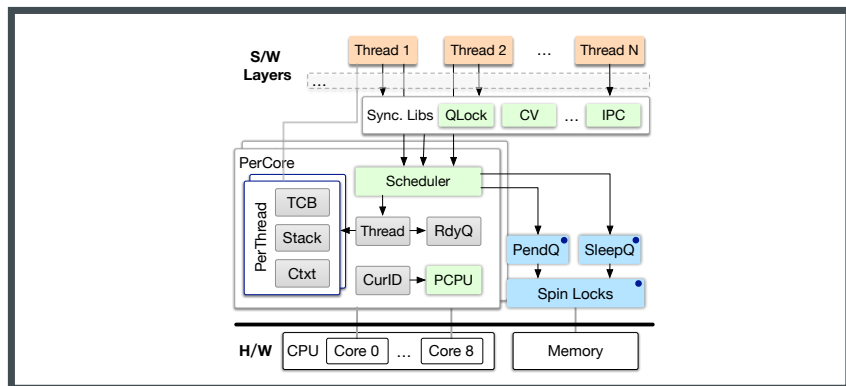 S/W
Layers
Thread 1
Thread 2
...
Thread N
...
Sync. Libs
QLock
CV
...
IPC
PerCore
Scheduler
PerThread
TCB
Stack
Ctxt
Thread
RdyQ
CurID
PCPU
PendQ
SleepQ
Spin Locks
H/W
CPU
Core 0
...
Core 8
Memory